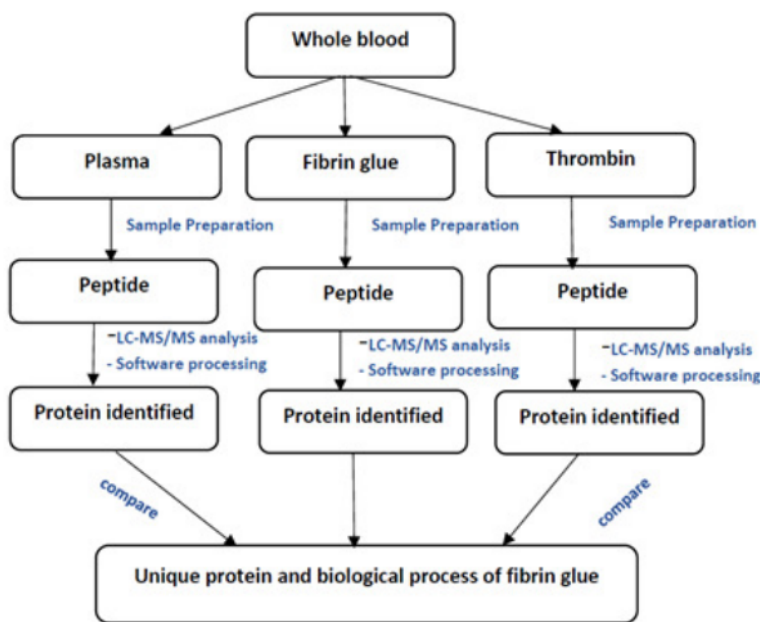 Whole blood
Plasma
Fibrin glue
Thrombin
Sample Preparation
Sample Preparation
Sample Preparation
Peptide
Peptide
Peptide
-LC-MS/MS analysis
- Software processing
-LC-MS/MS analysis
- Software processing
-LC-MS/MS analysis
- Software processing
Protein identified
Protein identified
Protein identified
compare
compare
Unique protein and biological process of fibrin glue